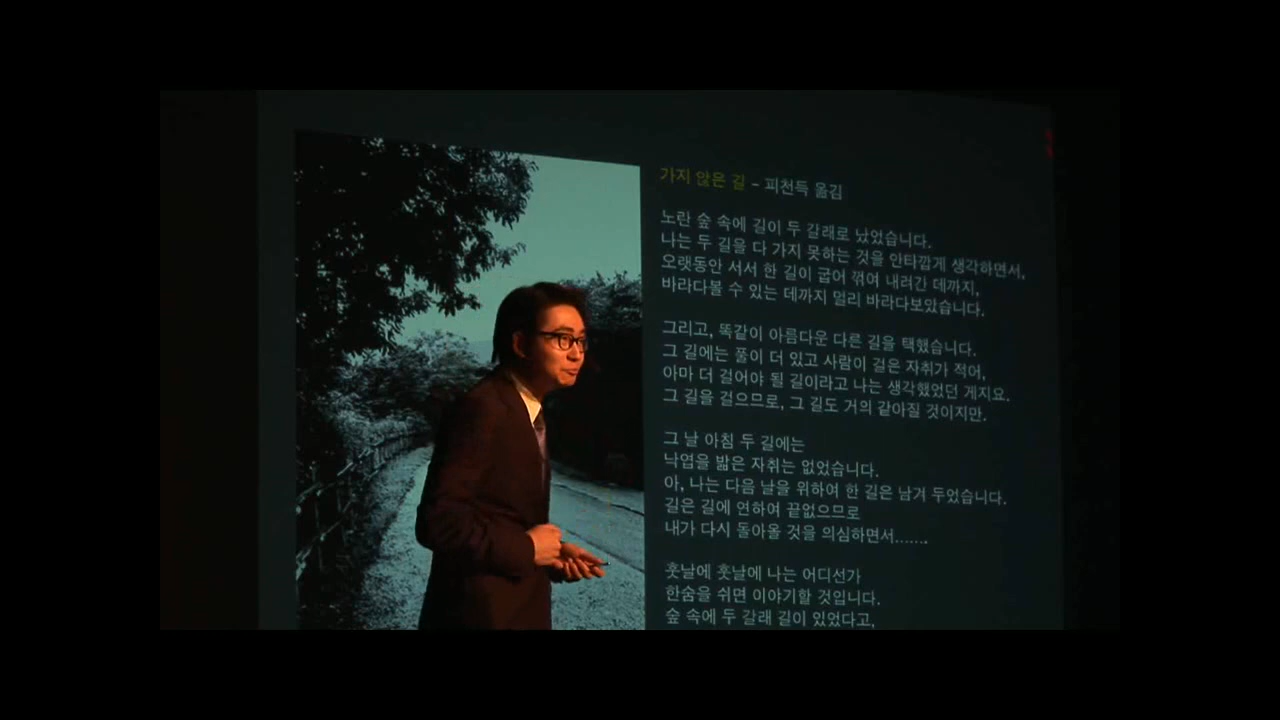 가지 않은 길 – 피천득 옮김
노란 숲 속에 길이 두 갈래로 났었습니다.
나는 두 길을 다 가지 못하는 것을 안타깝게 생각하면서,
오랫동안 서서 한 길이 굽어 꺾여 내려간 데까지,
바라다볼 수 있는 데까지 멀리 바라다보았습니다.
그리고, 똑같이 아름다운 다른 길을 택했습니다.
그 길에는 풀이 더 있고 사람이 걸은 자취가 적어,
아마 더 걸어야 될 길이라고 나는 생각했었던 게지요.
그 길을 걸으므로, 그 길도 거의 같아질 것이지만.
그 날 아침 두 길에는
낙엽을 밟은 자취는 없었습니다.
아, 나는 다음 날을 위하여 한 길은 남겨 두었습니다.
길은 길에 연하여 끝없으므로
내가 다시 돌아올 것을 의심하면서…….
훗날에 훗날에 나는 어디선가
한숨을 쉬면 이야기할 것입니다.
숲 속에 두 갈래 길이 있었다고,